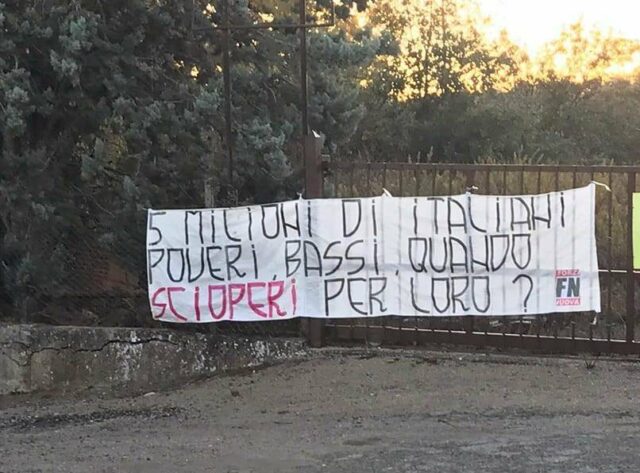 5 MILIONI DI ITALIANI
POVERI, BASSI, QUANDO
SCIOPERI PER LORO ?
FORZA
FN
NUOVA